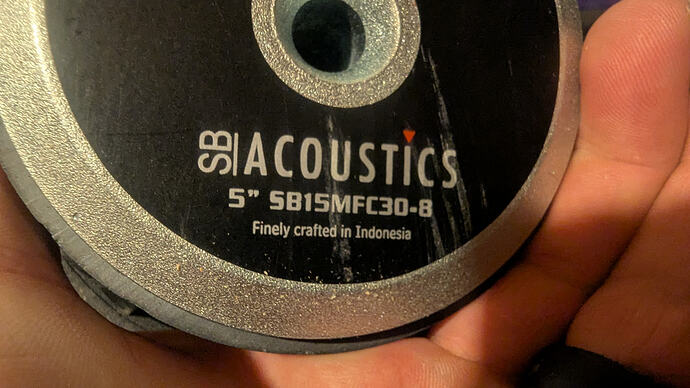 SB ACOUSTICS
5" SB15MFC30-8
Finely crafted in Indonesia